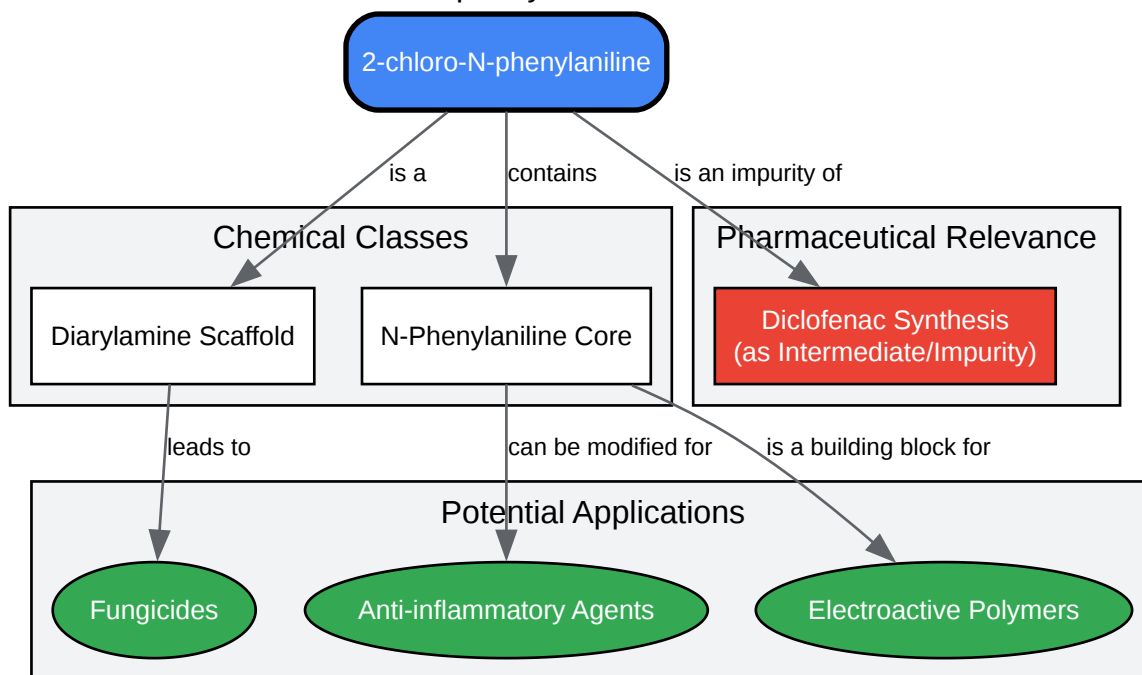 2-chloro-N-phenylaniline
is a
contains
is an impurity of
Chemical Classes
Pharmaceutical Relevance
Diarylamine Scaffold
N-Phenylaniline Core
Diclofenac Synthesis
(as Intermediate/Impurity)
leads to
can be modified for
is a building block for
Potential Applications
Fungicides
Anti-inflammatory Agents
Electroactive Polymers